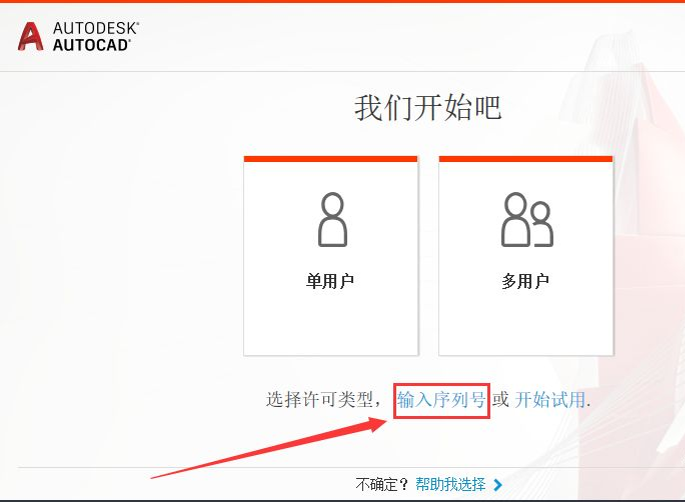 AUTODESK®
AUTOCAD®
我们开始吧
单用户
多用户
选择许可类型，输入序列号 或 开始试用.
不确定？帮助我选择